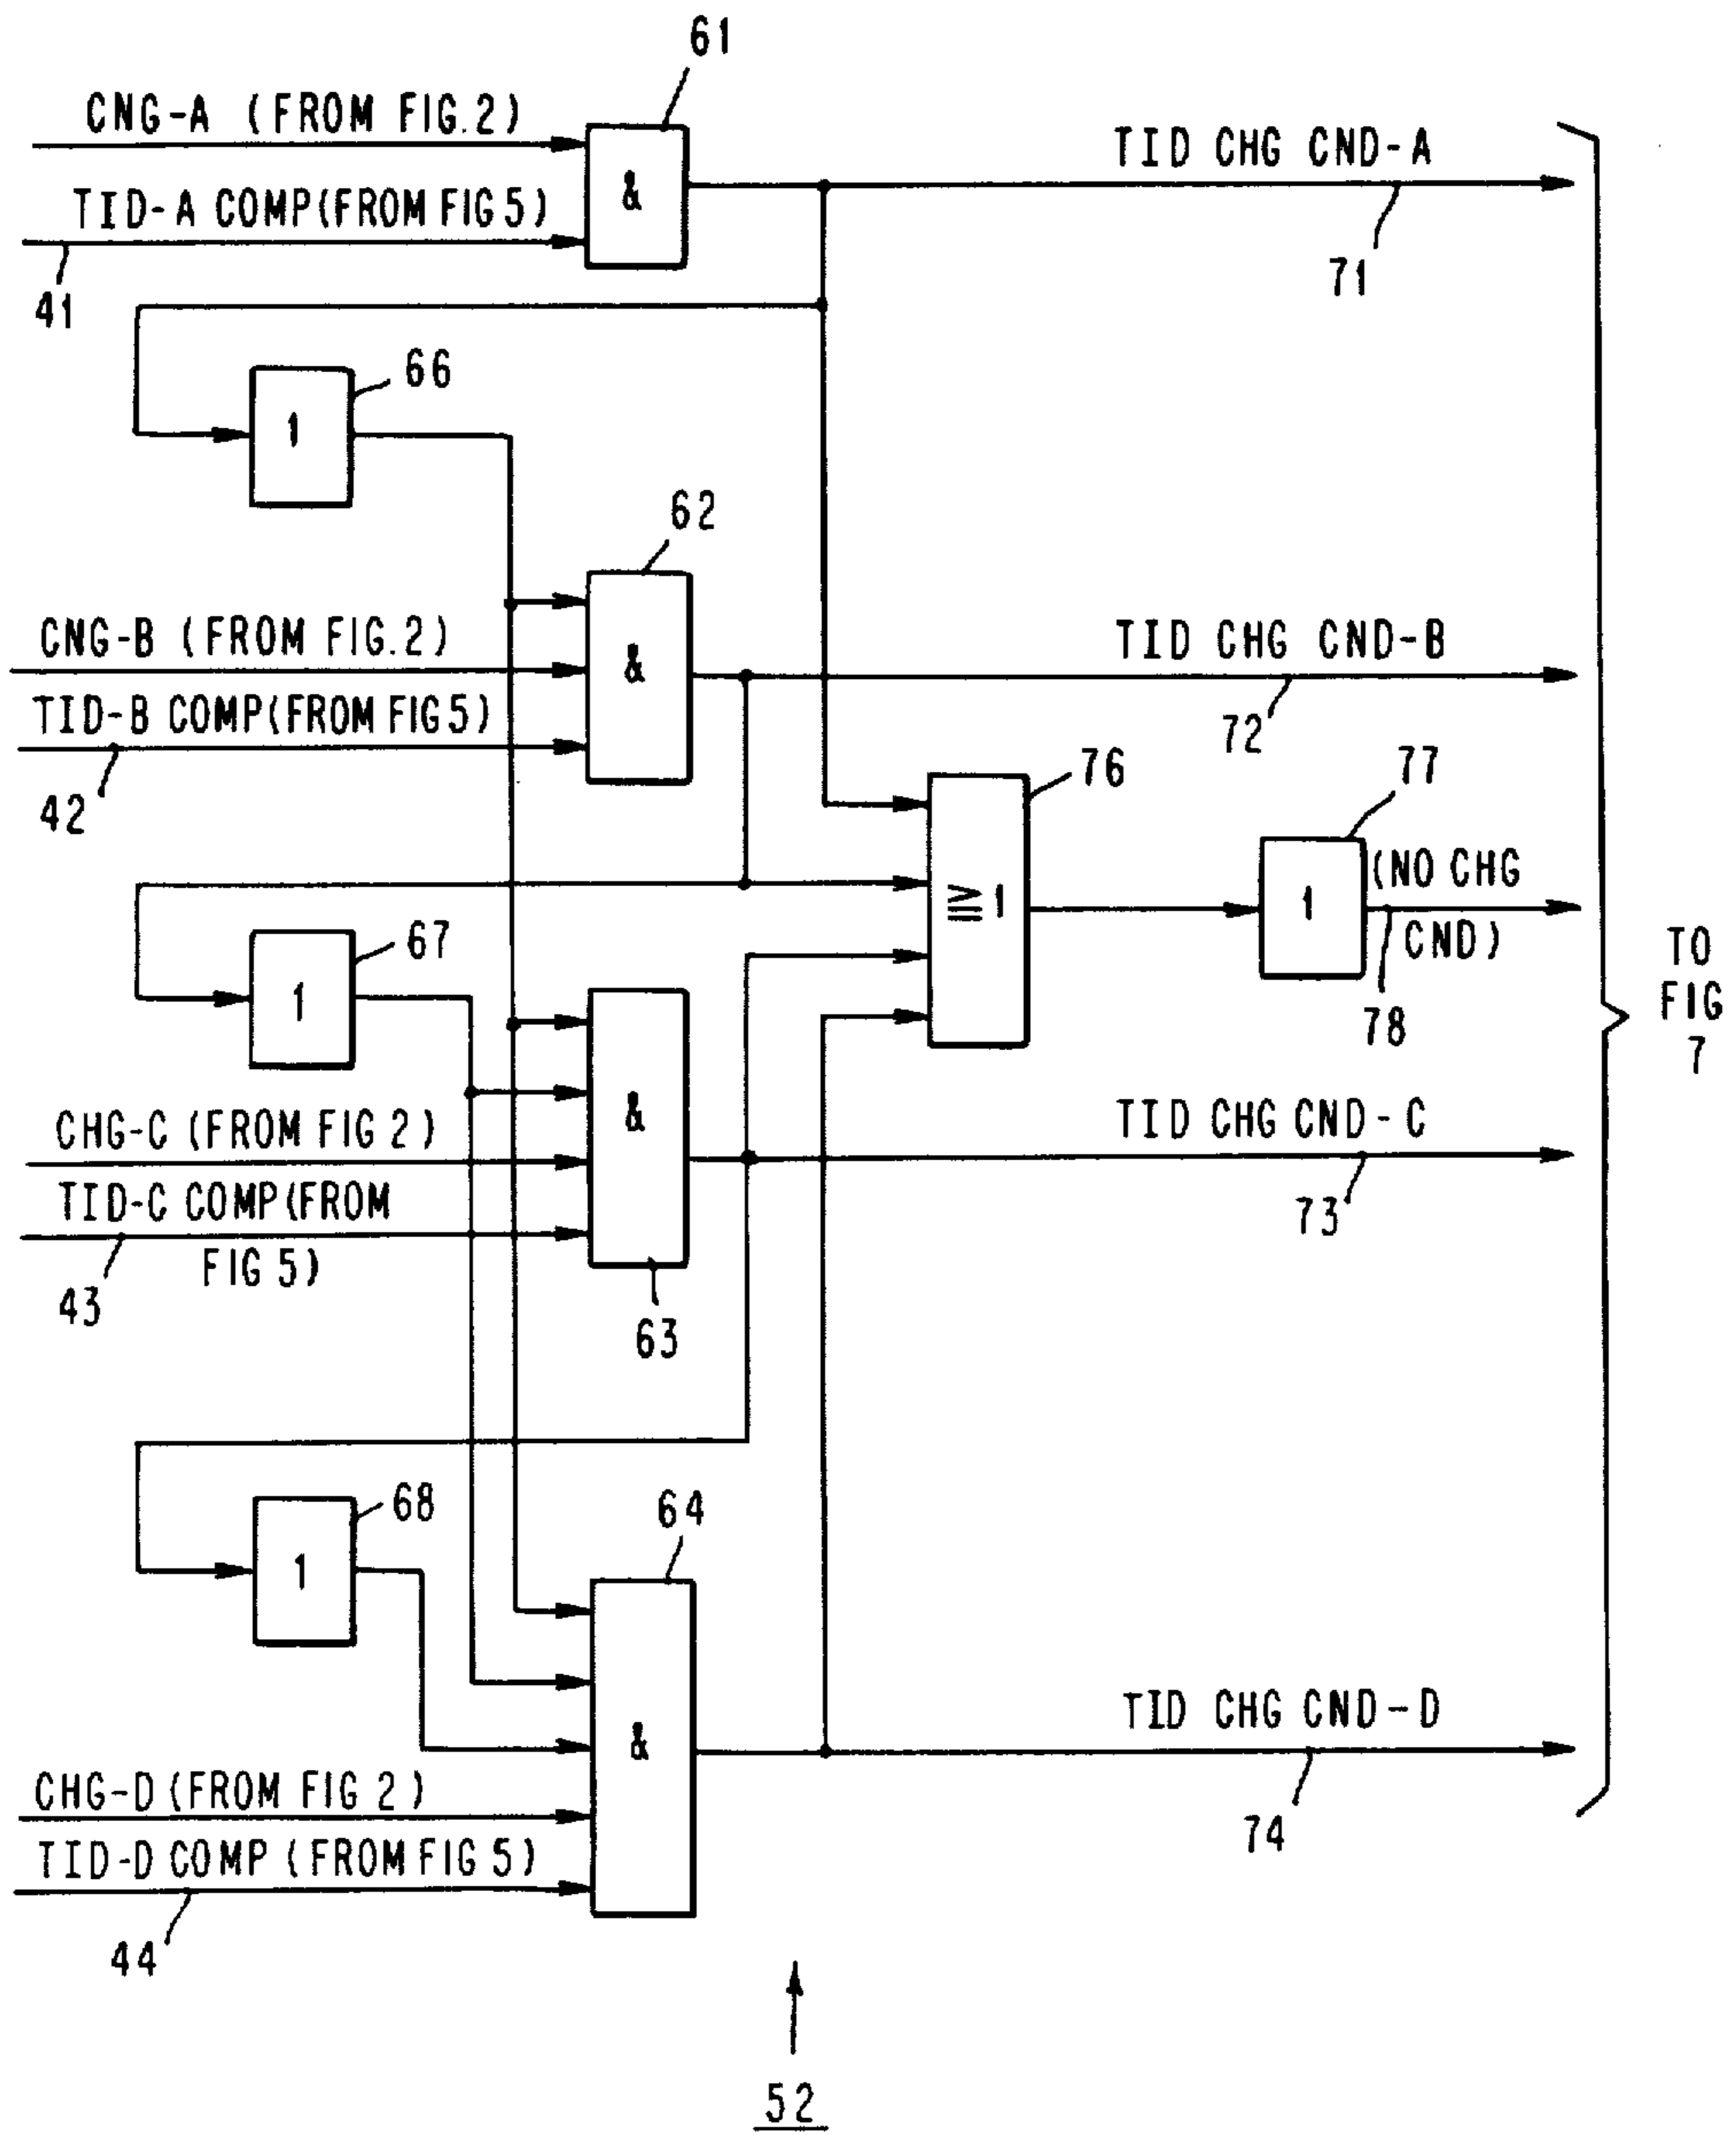 61
CNG-A (FROM FIG. 2)
TID-A COMP(FROM FIG 5)
41
&
TID CHG CND-A
71
66
1
62
CNG-B (FROM FIG. 2)
TID-B COMP(FROM FIG 5)
42
&
TID CHG CND-B
72
76
≥1
77
1
(NO CHG
CND)
78
67
1
CHG-C (FROM FIG 2)
TID-C COMP(FROM
FIG 5)
43
&
63
TID CHG CND-C
73
TO
FIG
7
68
1
64
&
CHG-D (FROM FIG 2)
TID-D COMP (FROM FIG 5)
44
TID CHG CND-D
74
52